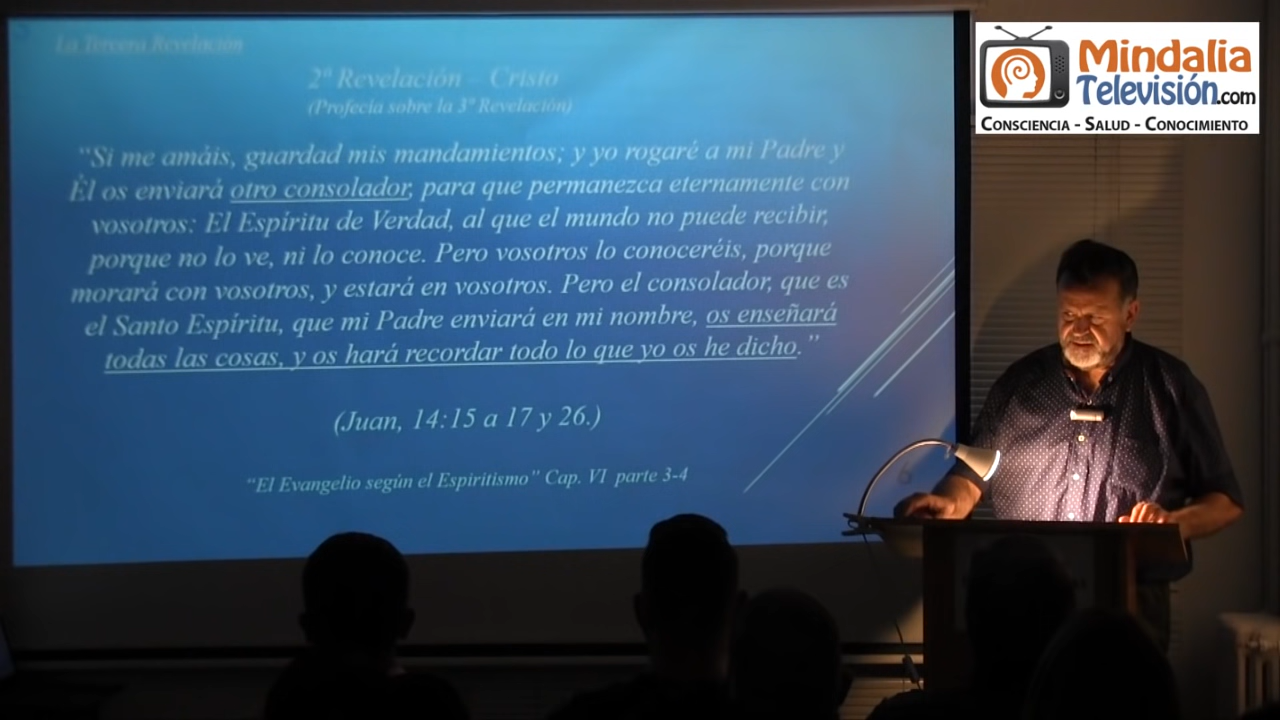 La Tercera Revelación
2ª Revelación – Cristo
(Profecía sobre la 3ª Revelación)
“Si me amáis, guardad mis mandamientos; y yo rogaré a mi Padre y
Él os enviará otro consolador, para que permanezca eternamente con
vosotros: El Espíritu de Verdad, al que el mundo no puede recibir,
porque no lo ve, ni lo conoce. Pero vosotros lo conoceréis, porque
morará con vosotros, y estará en vosotros. Pero el consolador, que es
el Santo Espíritu, que mi Padre enviará en mi nombre, os enseñará
todas las cosas, y os hará recordar todo lo que yo os he dicho.”
(Juan, 14:15 a 17 y 26.)
“El Evangelio según el Espiritismo” Cap. VI parte 3-4
Mindalia
Televisión.com
Consciencia - Salud - Conocimiento